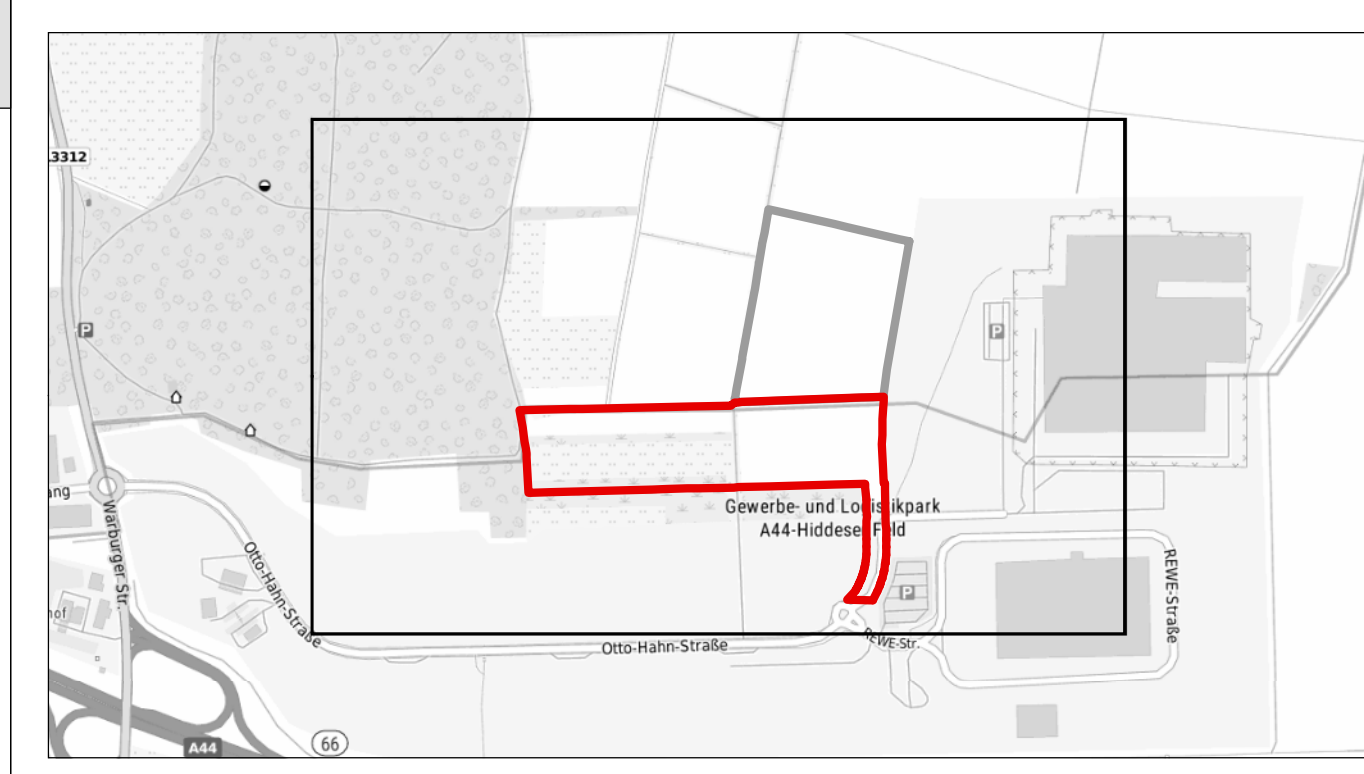 3312
P
P
Gewerbe- und Logistikpark
A44-Hiddeser Feld
ang
Warburger Str.
Otto-Hahn-Straße
hof
P
REWE-Straße
Otto-Hahn-Straße
REWE-Str.
A44
66